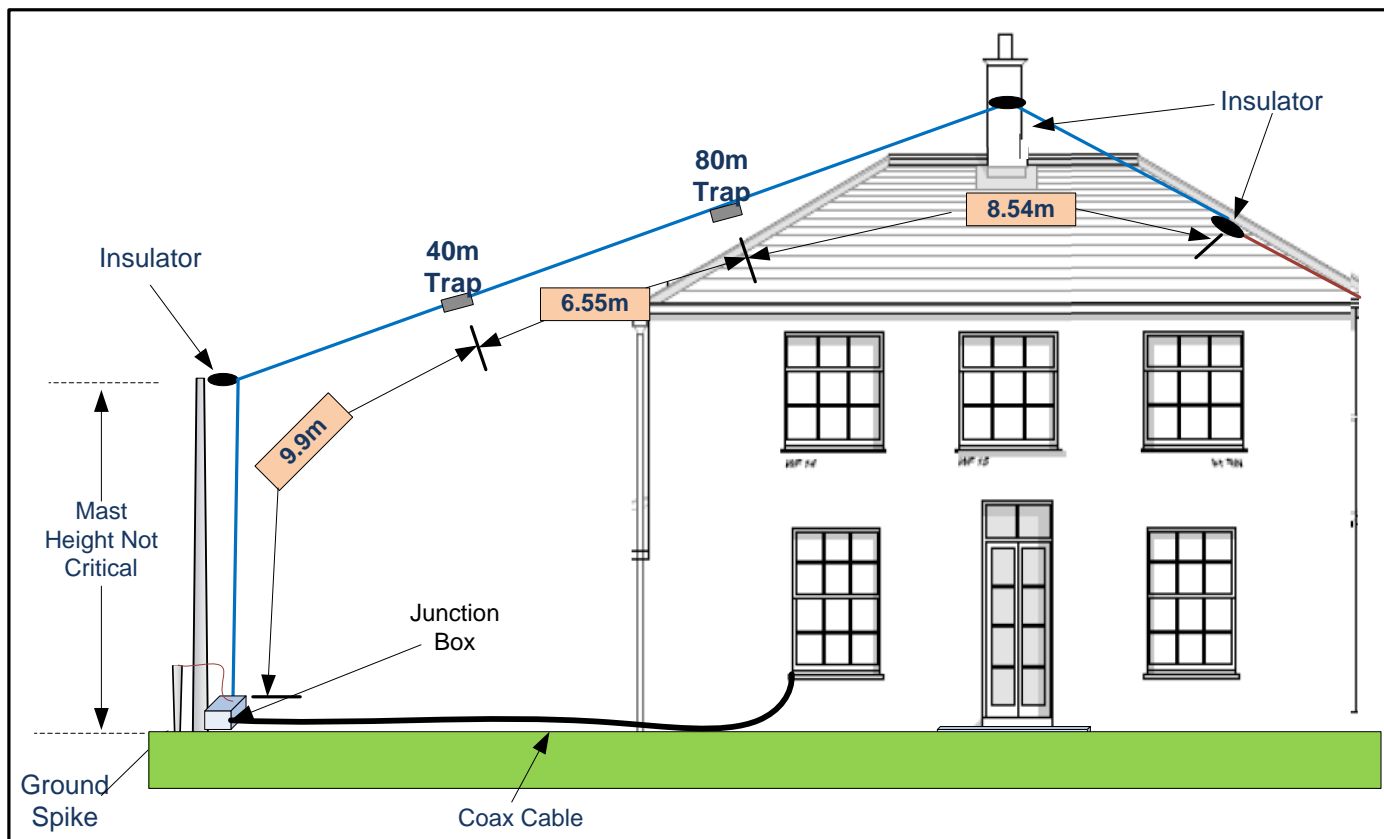 Insulator
80m
Trap
8.54m
Insulator
40m
Trap
6.55m
9.9m
Mast
Height Not
Critical
Junction
Box
Ground
Spike
Coax Cable